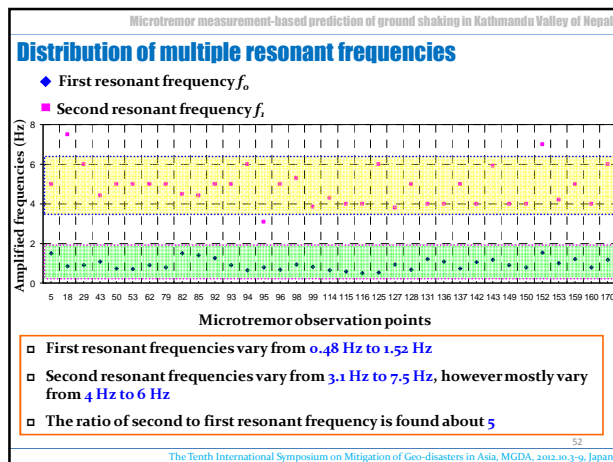 Microtremor measurement-based prediction of ground shaking in Kathmandu Valley of Nepal
Distribution of multiple resonant frequencies
First resonant frequency f0
Second resonant frequency f1
Amplified frequencies (Hz)
8
6
4
2
0
5 18 29 43 50 53 62 79 82 85 92 93 94 95 96 98 99 114 115 116 125 127 128 131 136 137 142 143 149 150 152 153 159 160 170
Microtremor observation points
First resonant frequencies vary from 0.48 Hz to 1.52 Hz
Second resonant frequencies vary from 3.1 Hz to 7.5 Hz, however mostly vary
from 4 Hz to 6 Hz
The ratio of second to first resonant frequency is found about 5
52
The Tenth International Symposium on Mitigation of Geo-disasters in Asia, MGDA, 2012.10.3-9, Japan